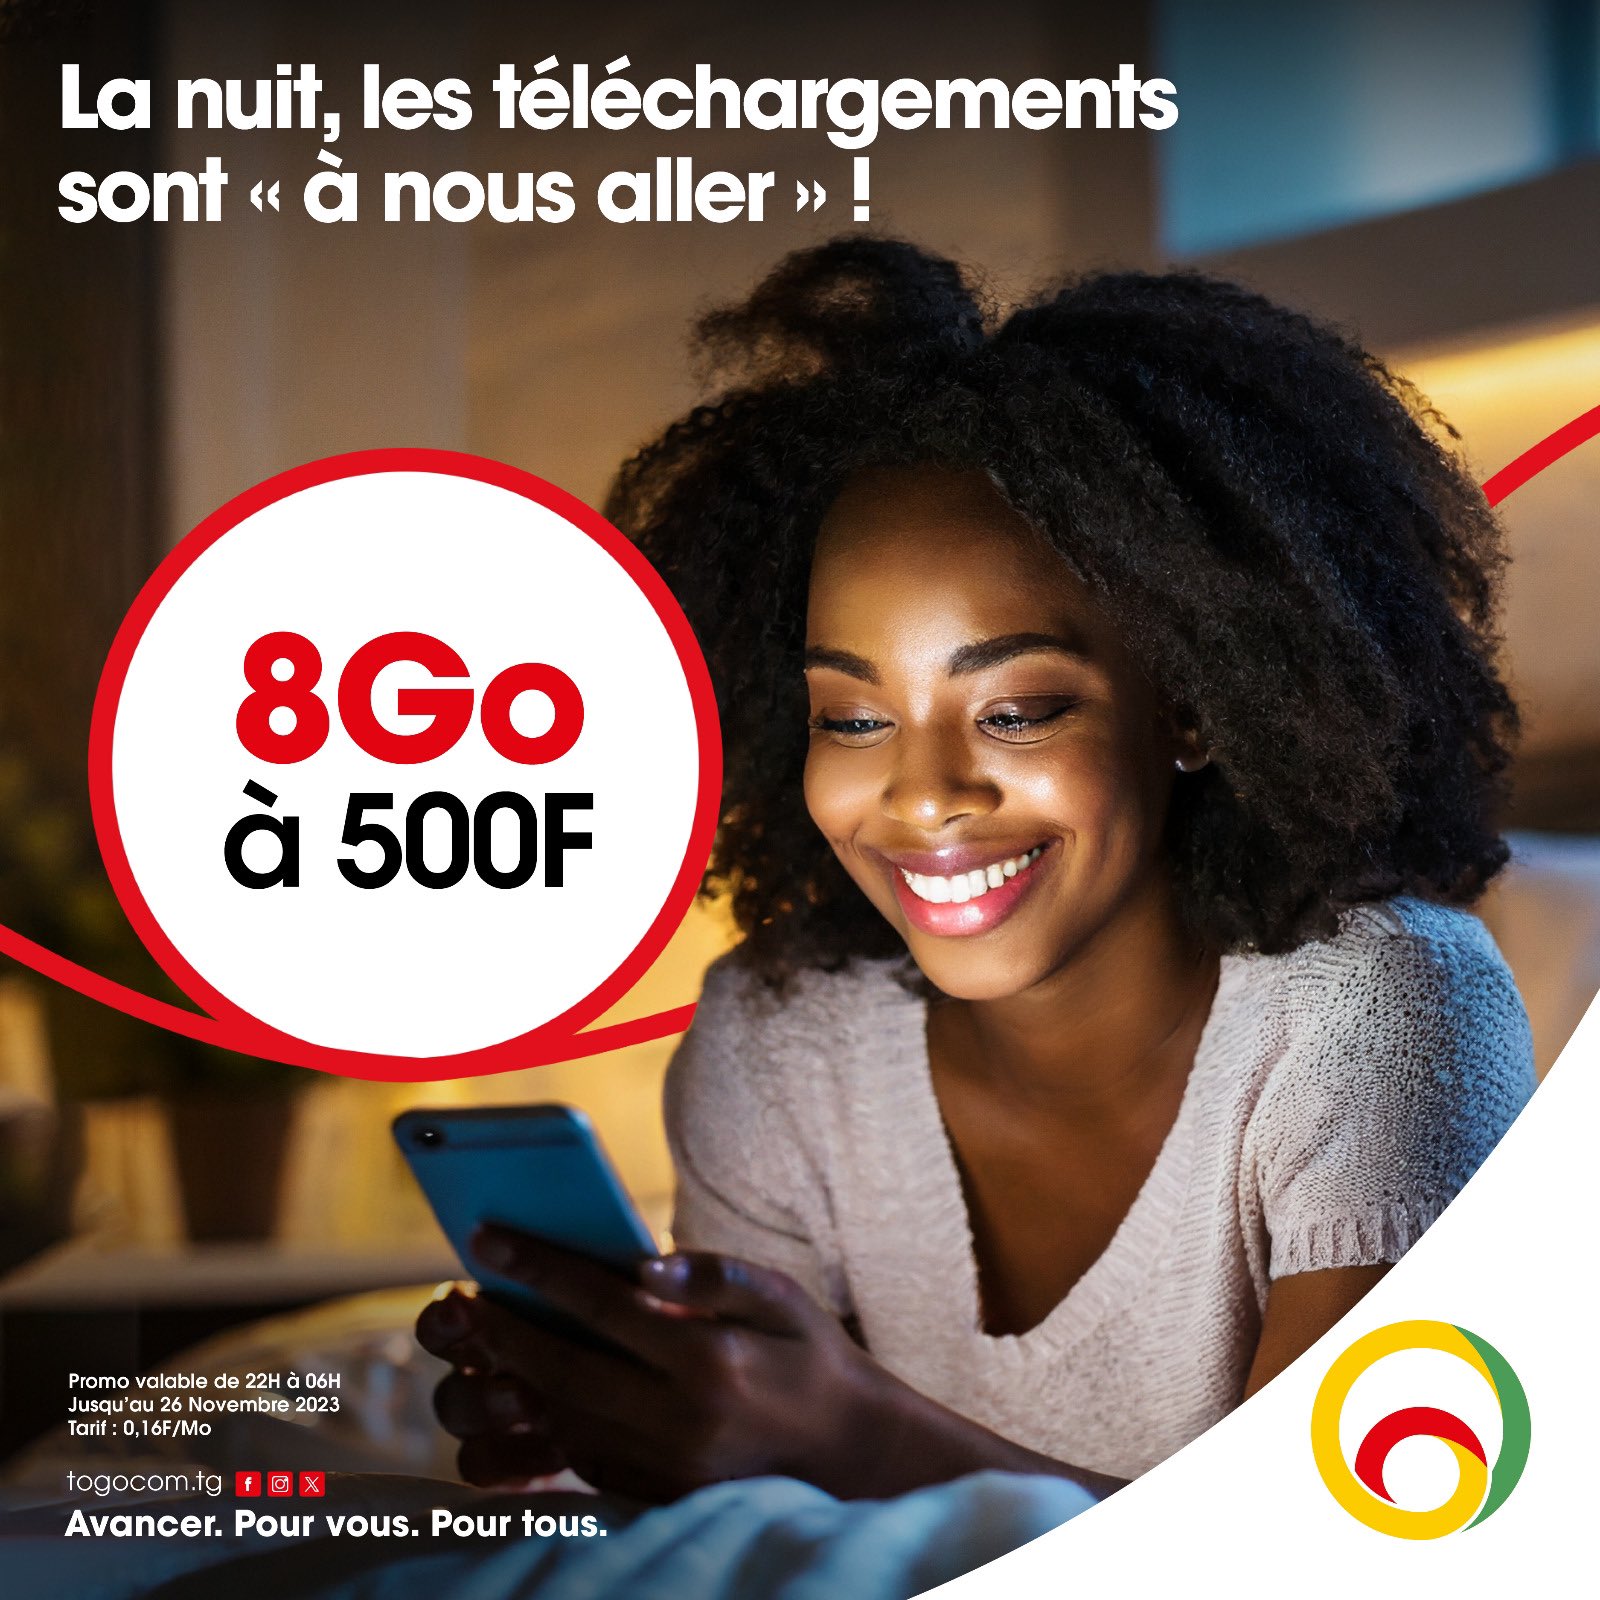 La nuit, les téléchargements
sont « à nous aller » !
8Go
à 500F
Promo valable de 22H à 06H
Jusqu'au 26 Novembre 2023
Tarif : 0,16F/Mo
togocom.tg
Avancer. Pour vous. Pour tous.